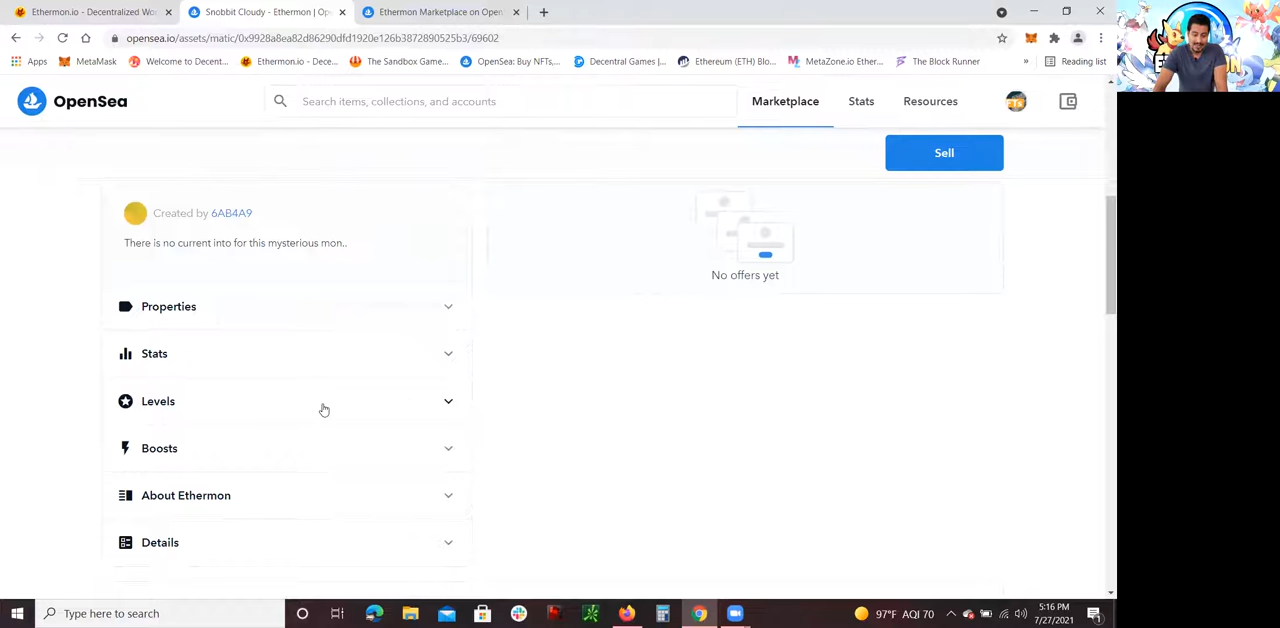 Ethermon.io - Decentralized Wo
Snobbit Cloudy - Ethermon | Ope
Ethermon Marketplace on Open
opensea.io/assets/matic/0x9928a8ea82d86290dfd1920e126b3872890525b3/69602
Apps
MetaMask
Welcome to Decent...
Ethermon.io - Dece...
The Sandbox Game...
OpenSea: Buy NFTs,...
Decentral Games |...
Ethereum (ETH) Blo...
MetaZone.io Ether...
The Block Runner
»
Reading list
OpenSea
Search items, collections, and accounts
Marketplace
Stats
Resources
Sell
Created by 6AB4A9
There is no current into for this mysterious mon..
No offers yet
Properties
Stats
Levels
Boosts
About Ethermon
Details
Type here to search
97°F AQI 70
5:16 PM
7/27/2021